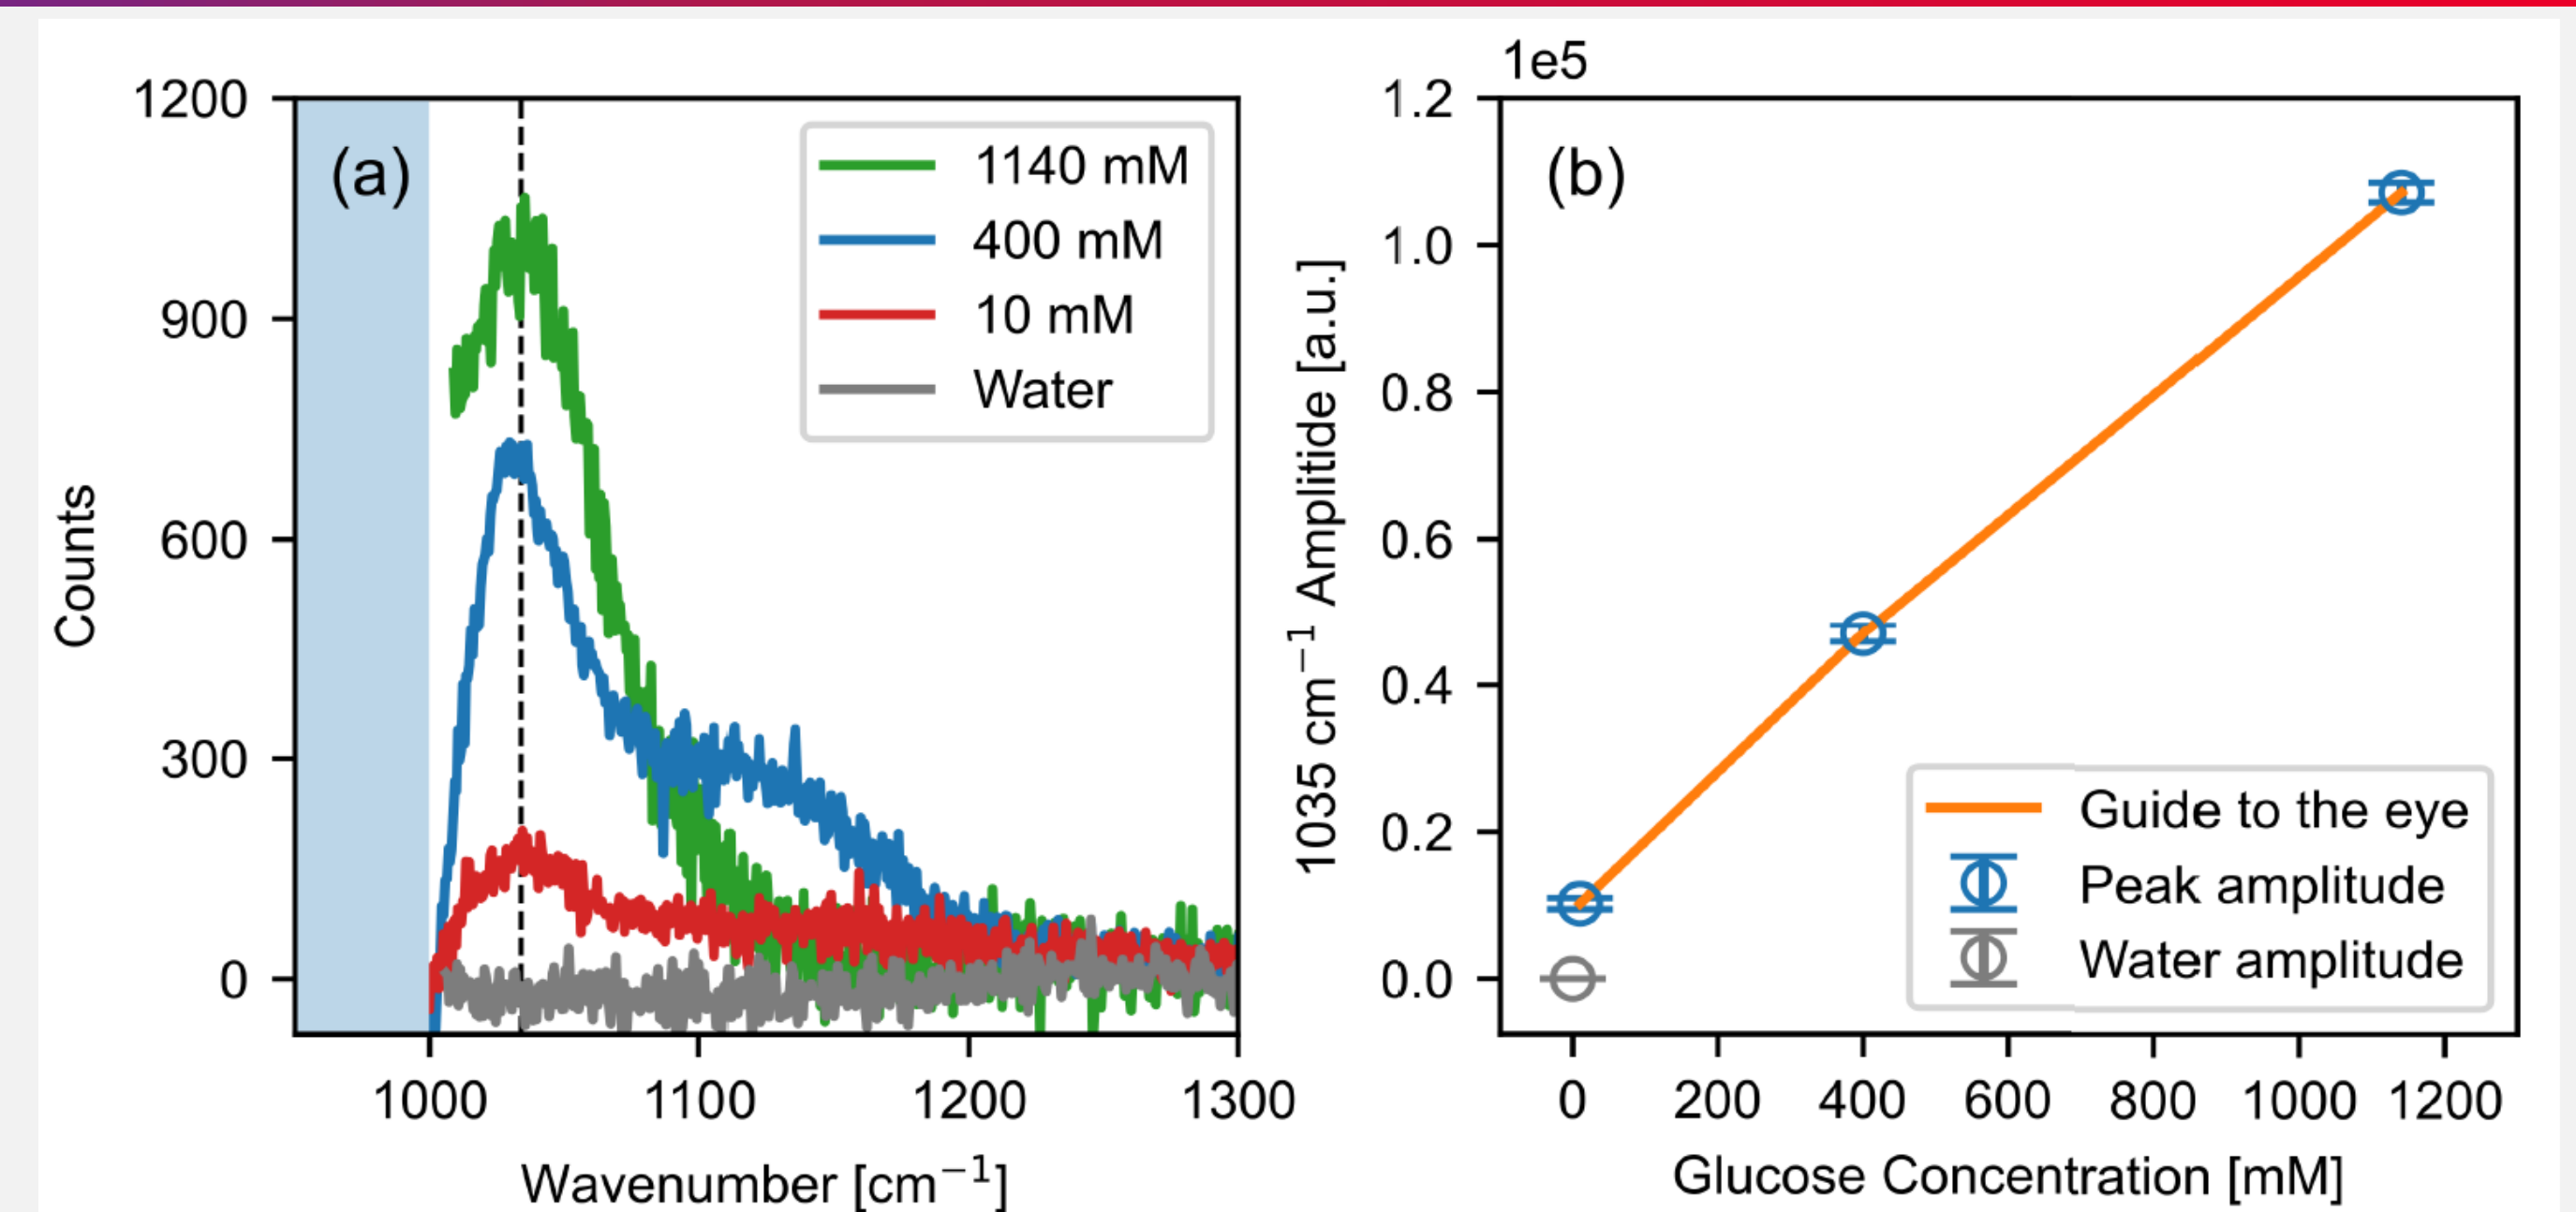 (a)
1200
900
600
300
0
Counts
1140 mM
400 mM
10 mM
Water
1000
1100
1200
1300
Wavenumber [cm⁻¹]
1e5
(b)
1.2
1.0
0.8
0.6
0.4
0.2
0.0
1035 cm⁻¹ Amplitide [a.u.]
Guide to the eye
Peak amplitude
Water amplitude
0
200
400
600
800
1000
1200
Glucose Concentration [mM]